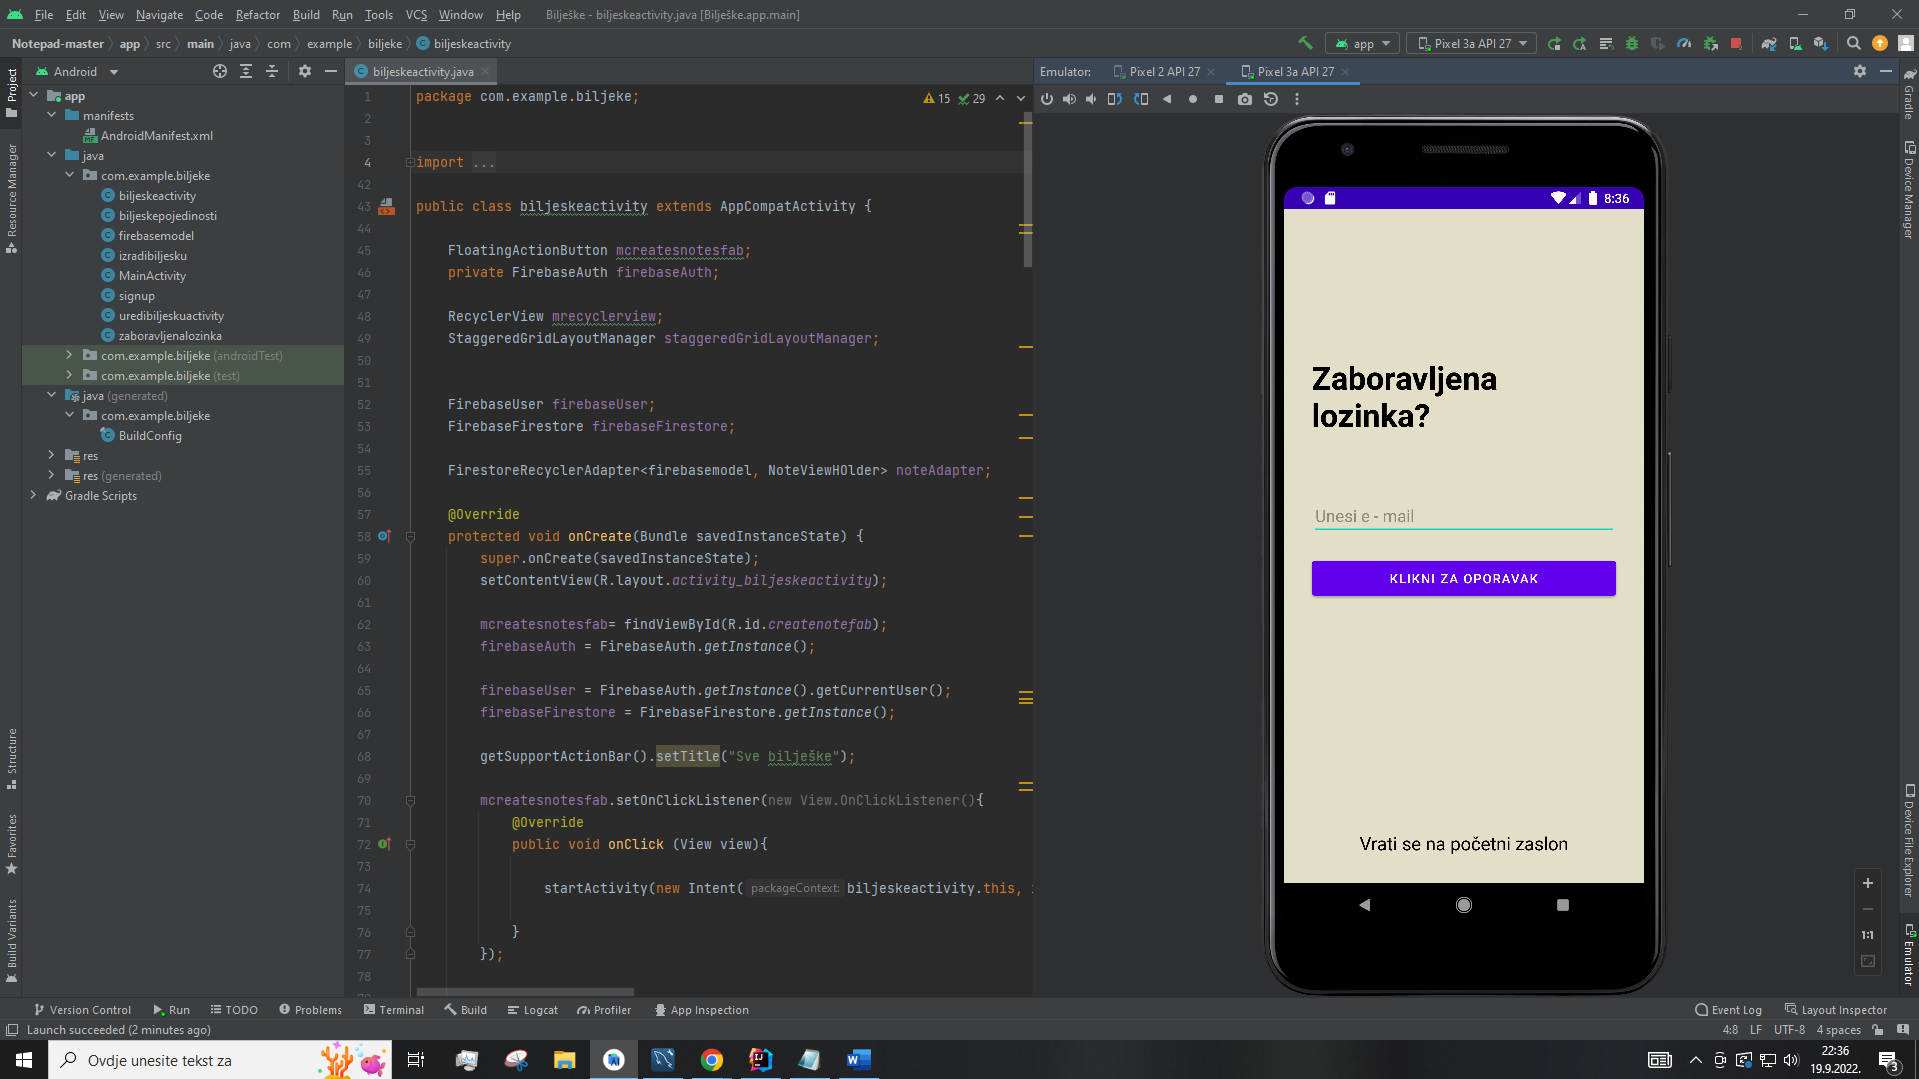 File Edit View Navigate Code Refactor Build Run Tools VCS Window Help Bilješke - biljeskeactivity.java [Bilješke.app.main]
Notepad-master app src main java com example biljeke biljeskeactivity
app Pixel 3a API 27
Project
Resource Manager
Structure
Favorites
Build Variants
Android
app
manifests
AndroidManifest.xml
java
com.example.biljeke
biljeskeactivity
biljeskepojedinosti
firebasemodel
izradibiljesku
MainActivity
signup
uredibiljeskuactivity
zaboravljenalozinka
com.example.biljeke (androidTest)
com.example.biljeke (test)
java (generated)
com.example.biljeke
BuildConfig
res
res (generated)
Gradle Scripts
biljeskeactivity.java
15 29
1 package com.example.biljeke;
2
3
4 import ...
42
43 public class biljeskeactivity extends AppCompatActivity {
44
45 FloatingActionButton mcreatesnotesfab;
46 private FirebaseAuth firebaseAuth;
47
48 RecyclerView mrecyclerview;
49 StaggeredGridLayoutManager staggeredGridLayoutManager;
50
51
52 FirebaseUser firebaseUser;
53 FirebaseFirestore firebaseFirestore;
54
55 FirestoreRecyclerAdapter<firebasemodel, NoteViewHOlder> noteAdapter;
56
57 @Override
58 protected void onCreate(Bundle savedInstanceState) {
59 super.onCreate(savedInstanceState);
60 setContentView(R.layout.activity_biljeskeactivity);
61
62 mcreatesnotesfab= findViewById(R.id.createnotefab);
63 firebaseAuth = FirebaseAuth.getInstance();
64
65 firebaseUser = FirebaseAuth.getInstance().getCurrentUser();
66 firebaseFirestore = FirebaseFirestore.getInstance();
67
68 getSupportActionBar().setTitle("Sve bilješke");
69
70 mcreatesnotesfab.setOnClickListener(new View.OnClickListener(){
71 @Override
72 public void onClick (View view){
73
74 startActivity(new Intent( packageContext: biljeskeactivity.this,
75
76 }
77 });
78
Emulator: Pixel 2 API 27 Pixel 3a API 27
8:36
Zaboravljena
lozinka?
Unesi e - mail
KLIKNI ZA OPORAVAK
Vrati se na početni zaslon
1:1
Gradle
Device Manager
Device File Explorer
Emulator
Version Control Run TODO Problems Terminal Build Logcat Profiler App Inspection Event Log Layout Inspector
Launch succeeded (2 minutes ago) 4:8 LF UTF-8 4 spaces
Ovdje unesite tekst za
22:36
19.9.2022.
3